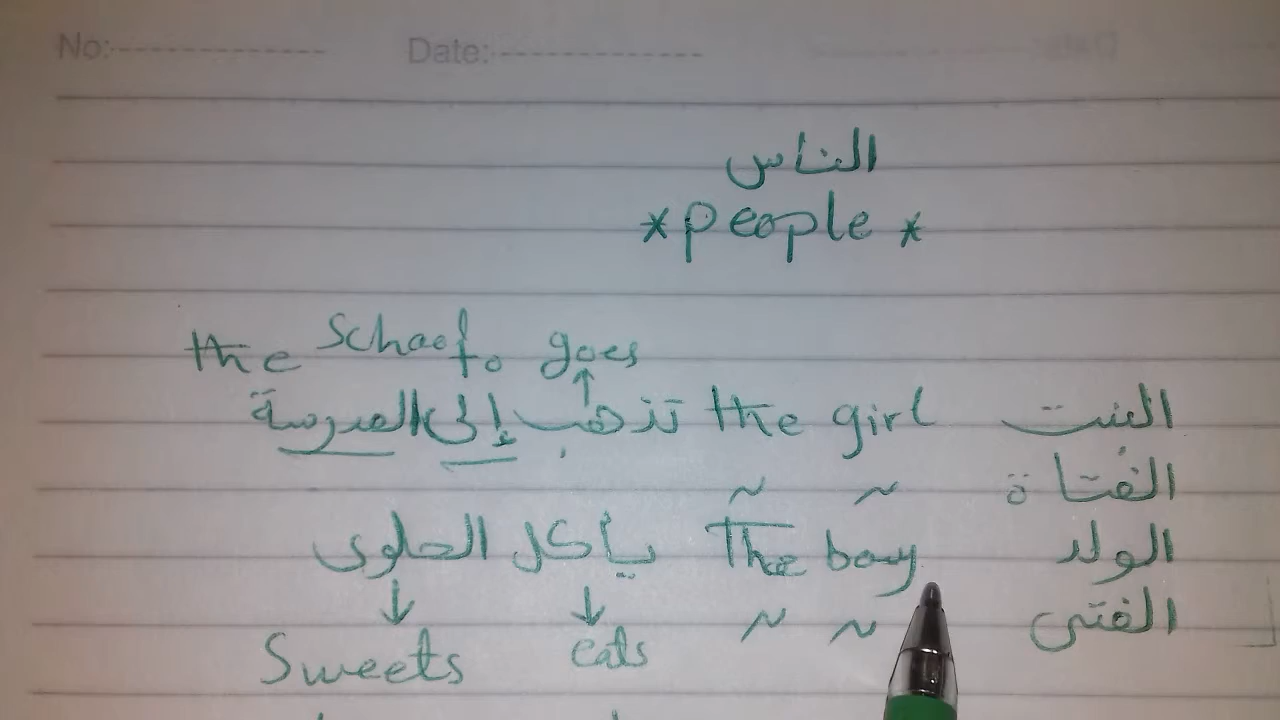 No: Date:
الناس
*people*
the school to goes
البنت the girl تذهب إلى المدرسة
الفتاة ~ ~
الولد The boy يأكل الحلوى
الفتى ~ ~
Sweets eats